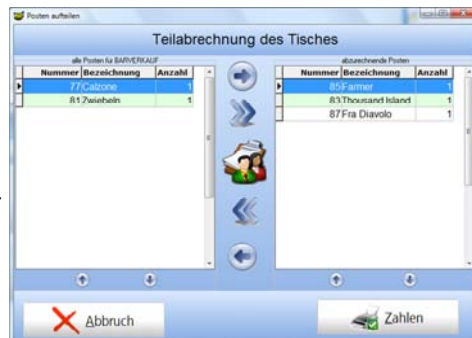 Posten aufteilen
Teilabrechnung des Tisches
alle Posten für BARVERKAUF
Nummer Bezeichnung Anzahl
77 Calzone 1
81 Zwiebeln 1
abzurechnende Posten
Nummer Bezeichnung Anzahl
85 Farmer 1
83 Thousand Island 1
87 Fra Diavolo 1
Abbruch
Zahlen